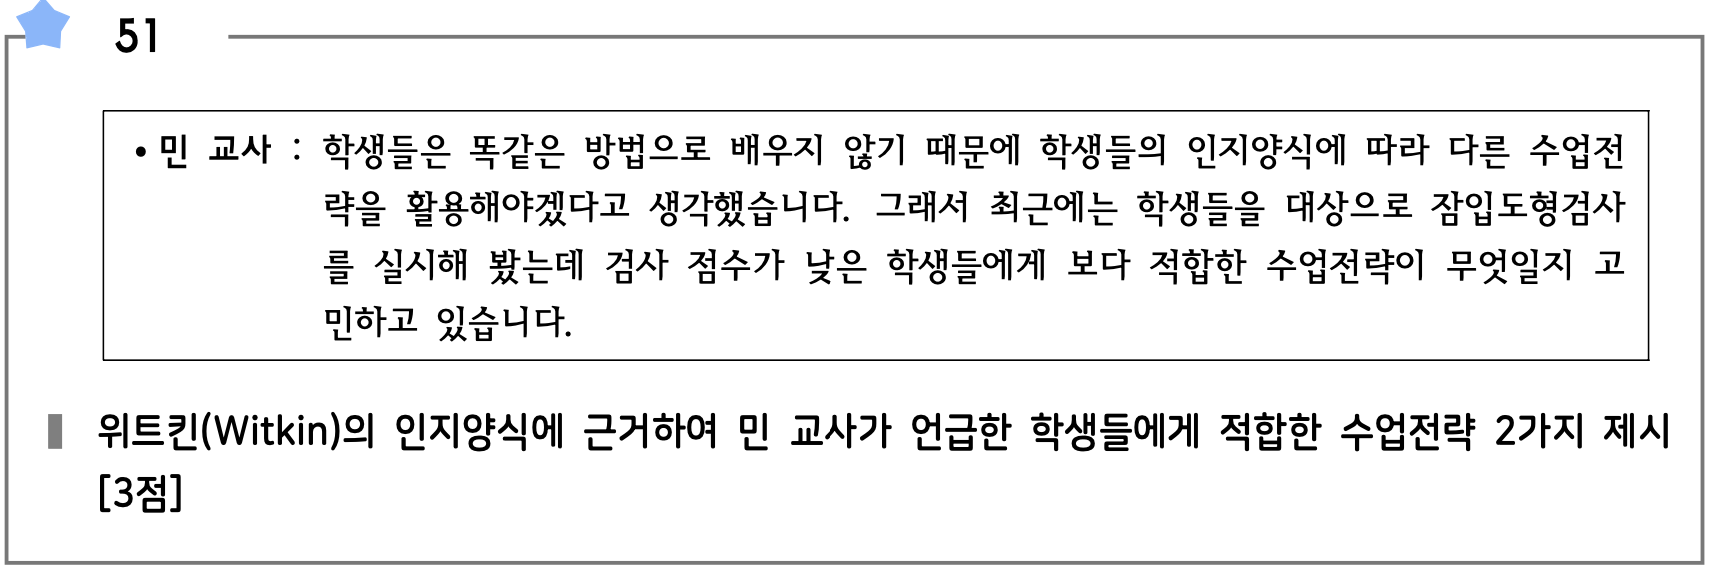 51
• 민 교사 : 학생들은 똑같은 방법으로 배우지 않기 때문에 학생들의 인지양식에 따라 다른 수업전
략을 활용해야겠다고 생각했습니다. 그래서 최근에는 학생들을 대상으로 잠입도형검사
를 실시해 봤는데 검사 점수가 낮은 학생들에게 보다 적합한 수업전략이 무엇일지 고
민하고 있습니다.
위트킨(Witkin)의 인지양식에 근거하여 민 교사가 언급한 학생들에게 적합한 수업전략 2가지 제시
[3점]